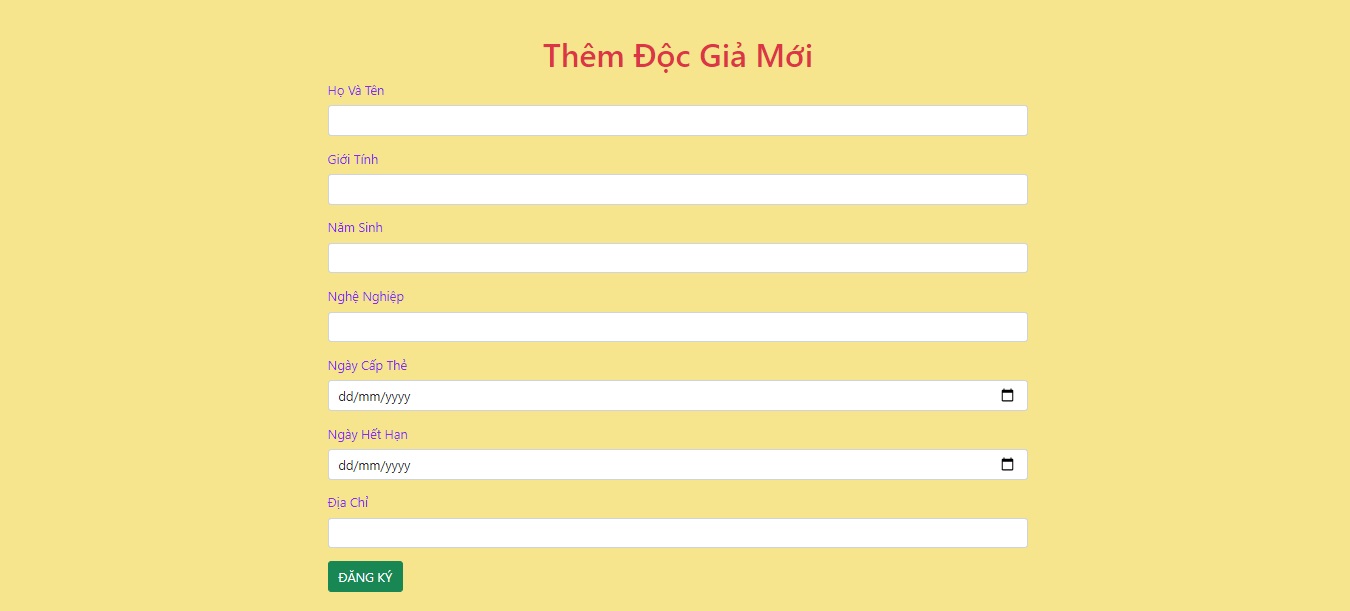 Thêm Độc Giả Mới
Họ Và Tên
Giới Tính
Năm Sinh
Nghệ Nghiệp
Ngày Cấp Thẻ
dd/mm/yyyy
Ngày Hết Hạn
dd/mm/yyyy
Địa Chỉ
ĐĂNG KÝ